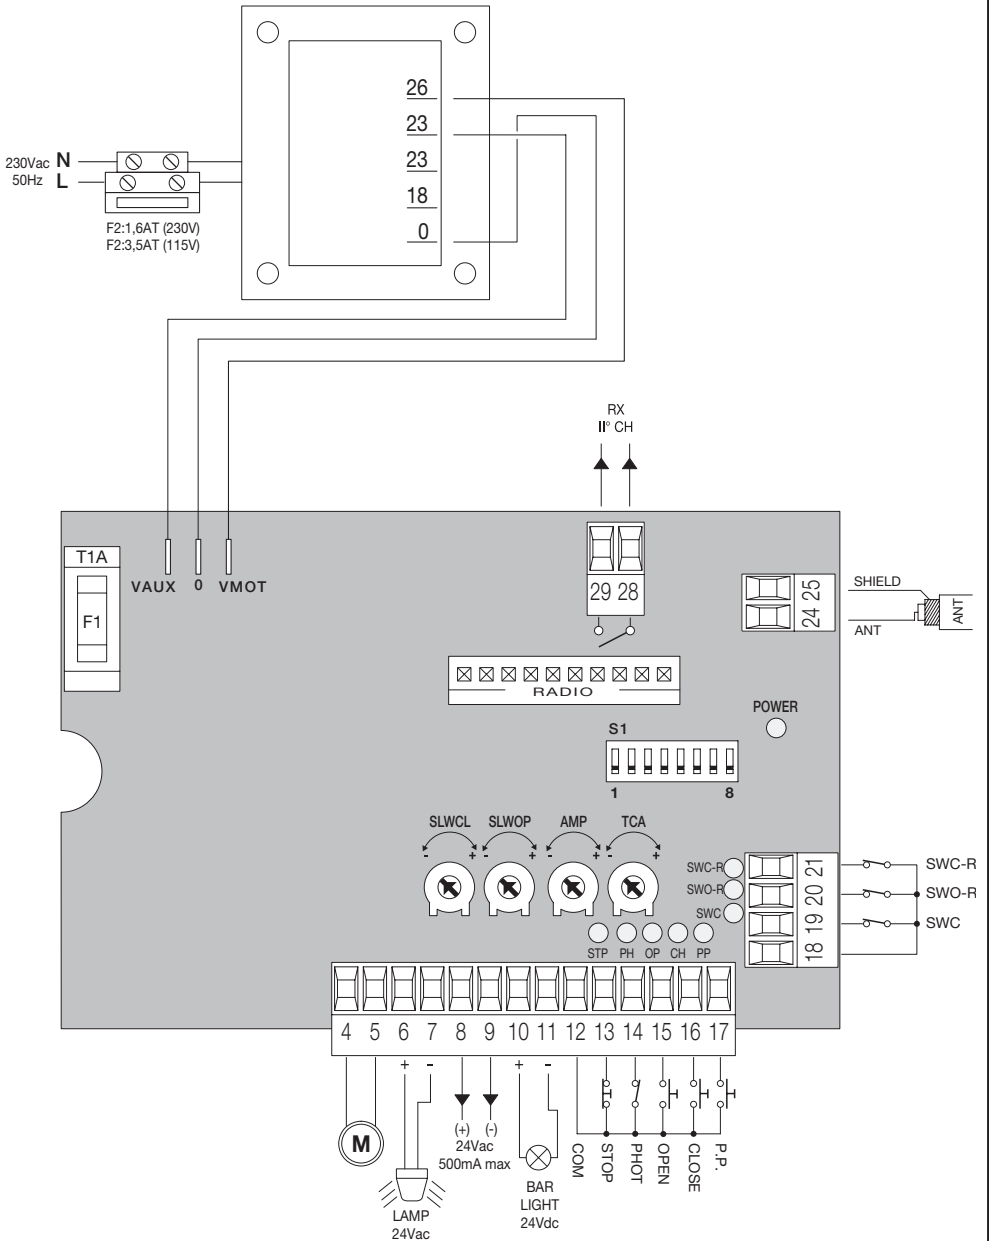 26
23
23
18
0
230Vac N
50Hz L
F2:1,6AT (230V)
F2:3,5AT (115V)
RX
II° CH
T1A
F1
VAUX 0 VMOT
29 28
25
24
SHIELD
ANT
ANT
RADIO
POWER
S1
1 8
SLWCL SLWOP AMP TCA
- + - + - + - +
SWC-R
SWO-R
SWC
21
20
19
18
SWC-R
SWO-R
SWC
STP PH OP CH PP
4 5 6 7 8 9 10 11 12 13 14 15 16 17
+ - + -
M
(+) (-)
24Vac
500mA max
LAMP
24Vac
BAR
LIGHT
24Vdc
COM
STOP
PHOT
OPEN
CLOSE
P.P.